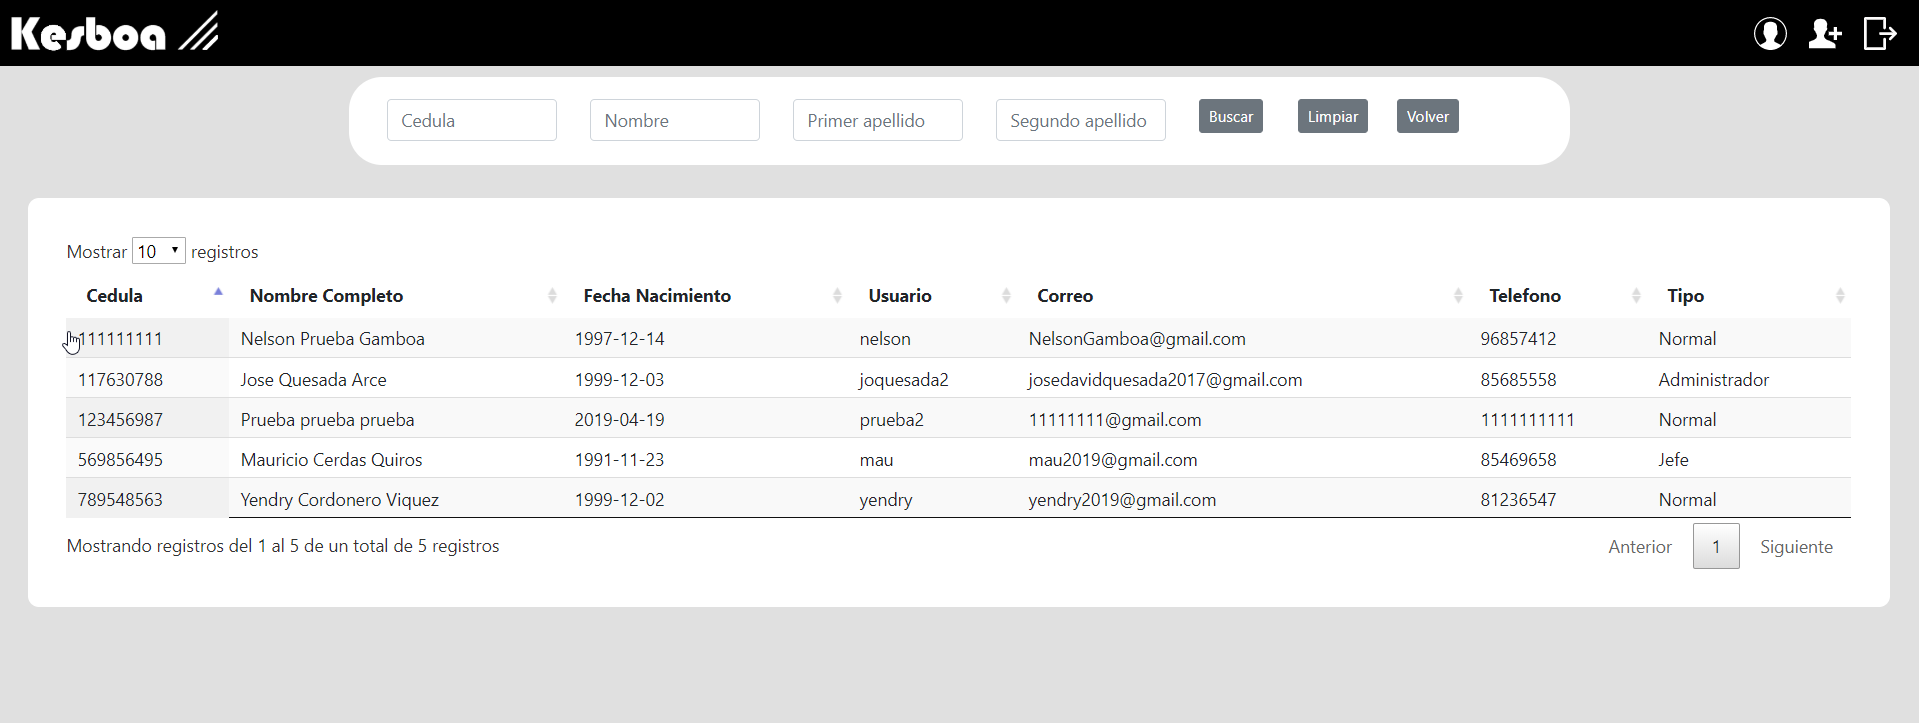 Kesboa
Cedula Nombre Primer apellido Segundo apellido Buscar Limpiar Volver
Mostrar 10 registros
Cedula Nombre Completo Fecha Nacimiento Usuario Correo Telefono Tipo
111111111 Nelson Prueba Gamboa 1997-12-14 nelson NelsonGamboa@gmail.com 96857412 Normal
117630788 Jose Quesada Arce 1999-12-03 joquesada2 josedavidquesada2017@gmail.com 85685558 Administrador
123456987 Prueba prueba prueba 2019-04-19 prueba2 11111111@gmail.com 1111111111 Normal
569856495 Mauricio Cerdas Quiros 1991-11-23 mau mau2019@gmail.com 85469658 Jefe
789548563 Yendry Cordonero Viquez 1999-12-02 yendry yendry2019@gmail.com 81236547 Normal
Mostrando registros del 1 al 5 de un total de 5 registros Anterior 1 Siguiente